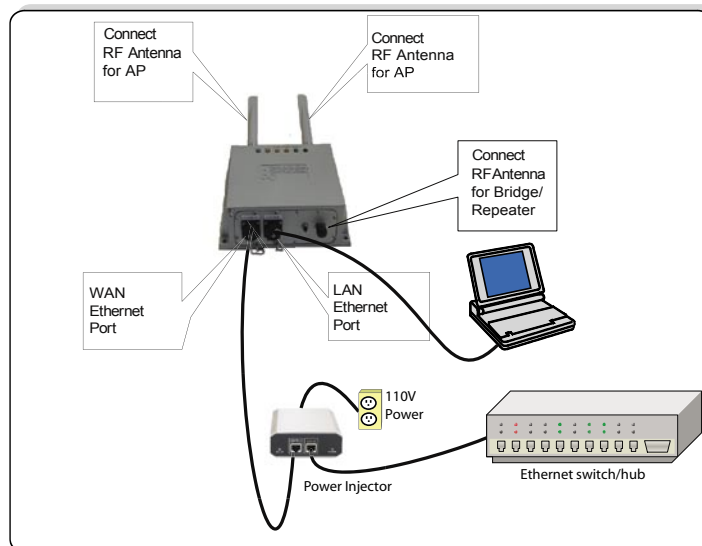 Connect
RF Antenna
for AP
Connect
RF Antenna
for AP
Connect
RFAntenna
for Bridge/
Repeater
WAN
Ethernet
Port
LAN
Ethernet
Port
110V
Power
Power Injector
Ethernet switch/hub